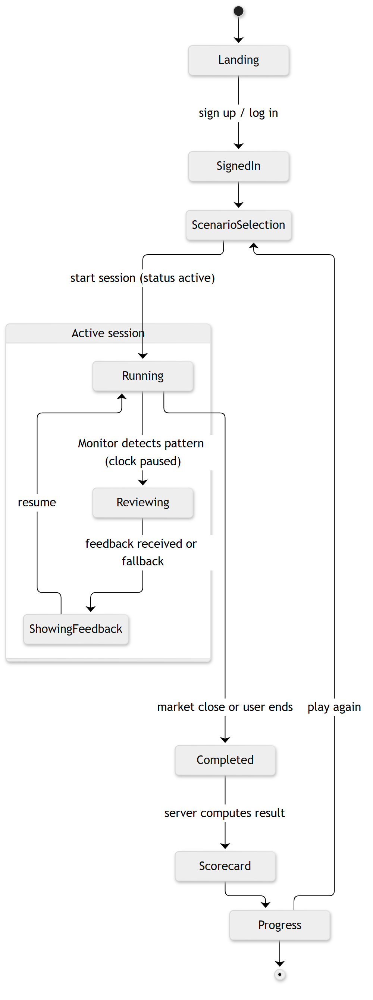 Landing
sign up / log in
SignedIn
ScenarioSelection
start session (status active)
Active session
Running
Monitor detects pattern
(clock paused)
resume
Reviewing
feedback received or
fallback
ShowingFeedback
market close or user ends
play again
Completed
server computes result
Scorecard
Progress